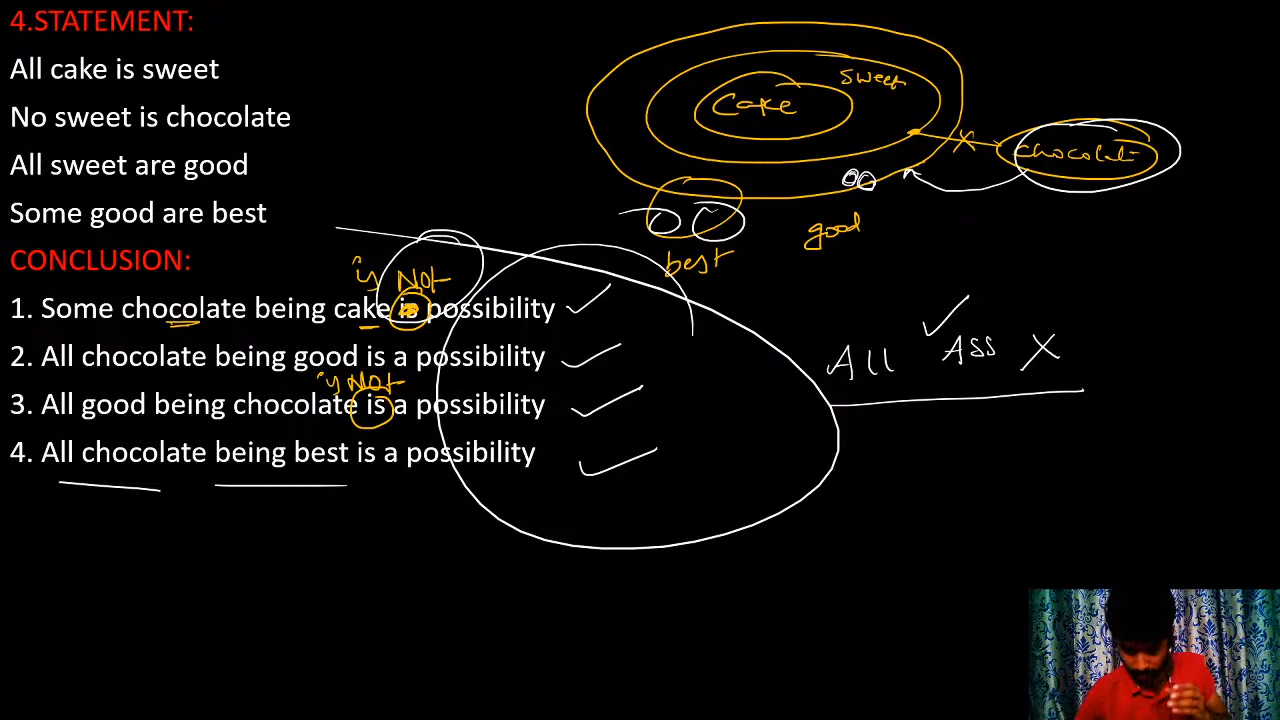 4.STATEMENT:
All cake is sweet
No sweet is chocolate
All sweet are good
Some good are best
CONCLUSION:
is Not
1. Some chocolate being cake is possibility
2. All chocolate being good is a possibility
is Not
3. All good being chocolate is a possibility
4. All chocolate being best is a possibility
Sweet
Cake
X
chocolate
good
best
All Ass X